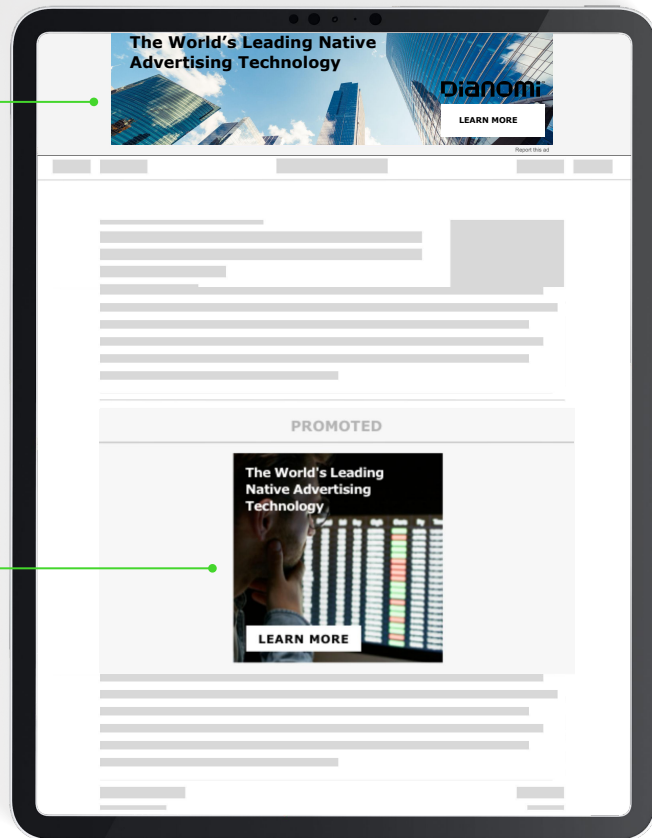 The World’s Leading Native
Advertising Technology
DIANOMI
LEARN MORE
Report this ad
PROMOTED
The World's Leading
Native Advertising
Technology
LEARN MORE